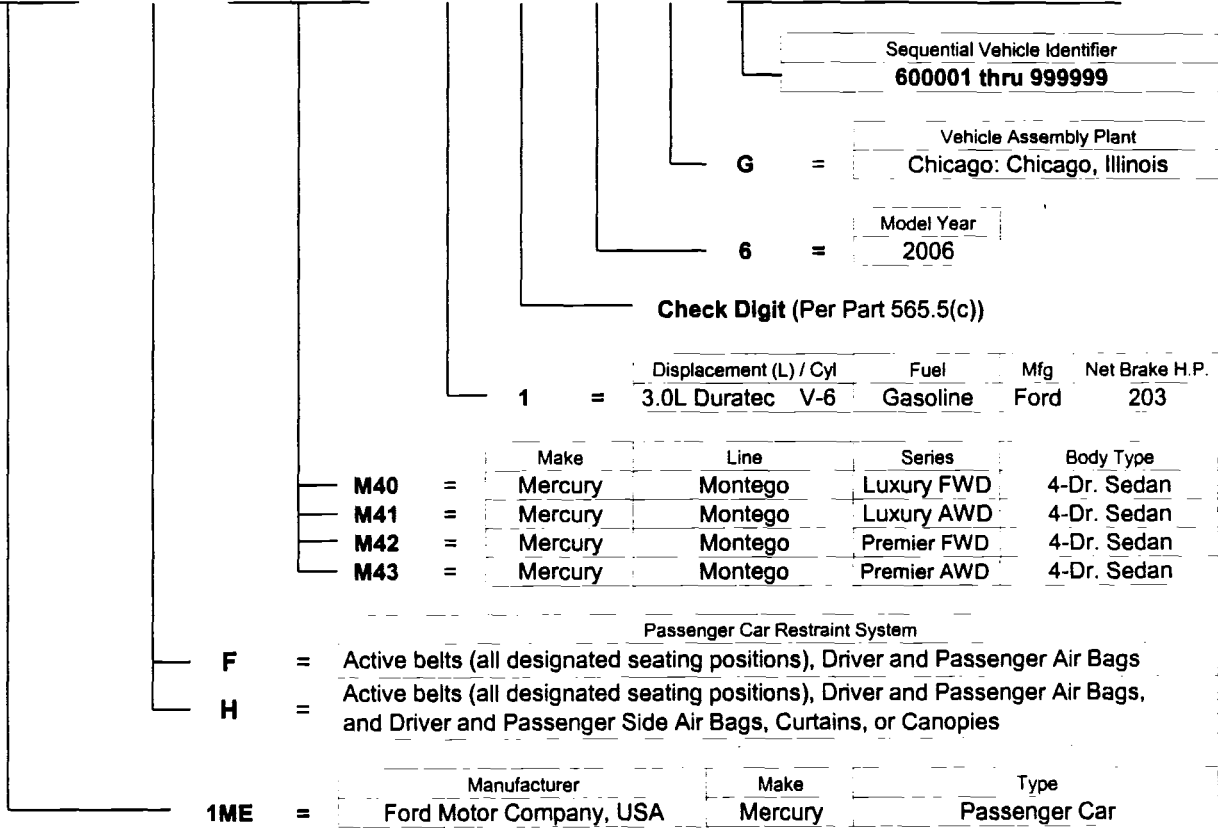 Sequential Vehicle Identifier
600001 thru 999999
Vehicle Assembly Plant
G = Chicago: Chicago, Illinois
Model Year
6 = 2006
Check Digit (Per Part 565.5(c))
Displacement (L) / Cyl Fuel Mfg Net Brake H.P.
1 = 3.0L Duratec V-6 Gasoline Ford 203
Make Line Series Body Type
M40 = Mercury Montego Luxury FWD 4-Dr. Sedan
M41 = Mercury Montego Luxury AWD 4-Dr. Sedan
M42 = Mercury Montego Premier FWD 4-Dr. Sedan
M43 = Mercury Montego Premier AWD 4-Dr. Sedan
Passenger Car Restraint System
F = Active belts (all designated seating positions), Driver and Passenger Air Bags
H = Active belts (all designated seating positions), Driver and Passenger Air Bags,
and Driver and Passenger Side Air Bags, Curtains, or Canopies
Manufacturer Make Type
1ME = Ford Motor Company, USA Mercury Passenger Car